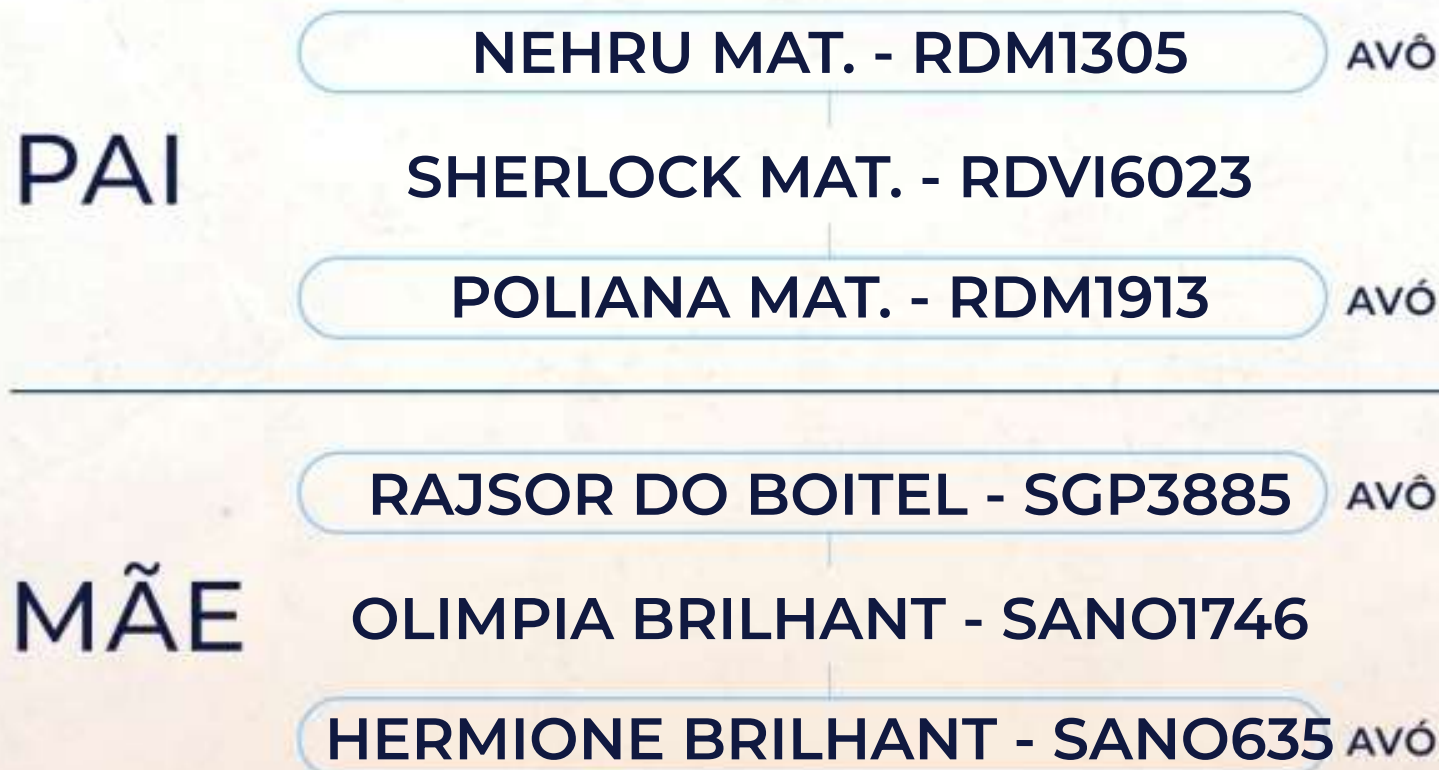 NEHRU MAT. - RDM1305 AVÔ
PAI SHERLOCK MAT. - RDVI6023
POLIANA MAT. - RDM1913 AVÓ
RAJSOR DO BOITEL - SGP3885 AVÔ
MÃE OLIMPIA BRILHANT - SANO1746
HERMIONE BRILHANT - SANO635 AVÓ